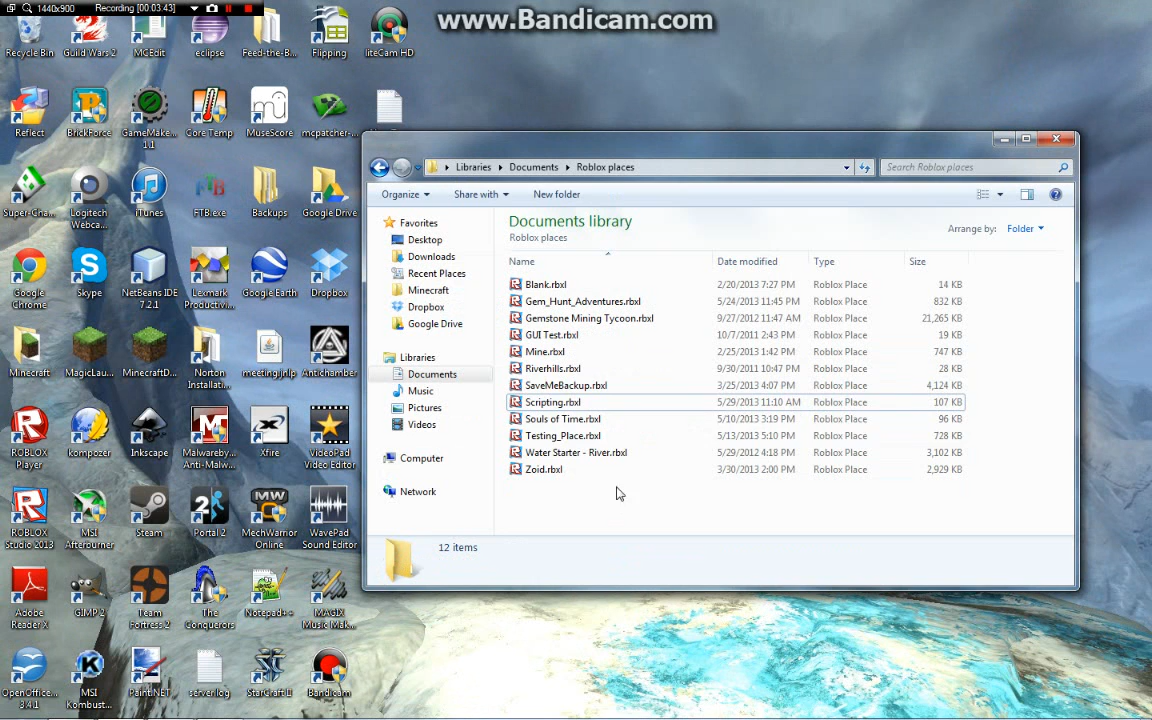 1440x900 Recording [00:03.43]
www.Bandicam.com
Recycle Bin Guild Wars 2 MCEdit eclipse Feed-the-B... Flipping liteCam HD
Reflect BrickForce GameMake... 1.1 Core Temp MuseScore mcpatcher-...
Super-Cha... Logitech Webca... iTunes FTB.exe Backups Google Drive
Google Chrome Skype NetBeans IDE 7.2.1 Lexmark Productivi... Google Earth Dropbox
Minecraft MagicLau... MinecraftD... Norton Installati... meeting.jnlp Antichamber
ROBLOX Player kompozer Inkscape Malwareby... Anti-Malw... Xfire VideoPad Video Editor
ROBLOX Studio 2013 MSI Afterburner Steam Portal 2 MechWarrior Online WavePad Sound Editor
Adobe Reader X GIMP 2 Team Fortress 2 The Conquerors Notepad++ MAGIX Music Mak...
OpenOffice... 3.4.1 MSI Kombust... Paint.NET serverlog StarCraft II Bandicam
Libraries Documents Roblox places
Search Roblox places
Organize Share with New folder
Favorites
Desktop
Downloads
Recent Places
Minecraft
Dropbox
Google Drive
Libraries
Documents
Music
Pictures
Videos
Computer
Network
Documents library
Roblox places
Arrange by: Folder
Name Date modified Type Size
Blank.rbxl 2/20/2013 7:27 PM Roblox Place 14 KB
Gem_Hunt_Adventures.rbxl 5/24/2013 11:45 PM Roblox Place 832 KB
Gemstone Mining Tycoon.rbxl 9/27/2012 11:47 AM Roblox Place 21,265 KB
GUI Test.rbxl 10/7/2011 2:43 PM Roblox Place 19 KB
Mine.rbxl 2/25/2013 1:42 PM Roblox Place 747 KB
Riverhills.rbxl 9/30/2011 10:47 PM Roblox Place 28 KB
SaveMeBackup.rbxl 3/25/2013 4:07 PM Roblox Place 4,124 KB
Scripting.rbxl 5/29/2013 11:10 AM Roblox Place 107 KB
Souls of Time.rbxl 5/10/2013 3:19 PM Roblox Place 96 KB
Testing_Place.rbxl 5/13/2013 5:10 PM Roblox Place 728 KB
Water Starter - River.rbxl 5/29/2012 4:18 PM Roblox Place 3,102 KB
Zoid.rbxl 3/30/2013 2:00 PM Roblox Place 2,929 KB
12 items